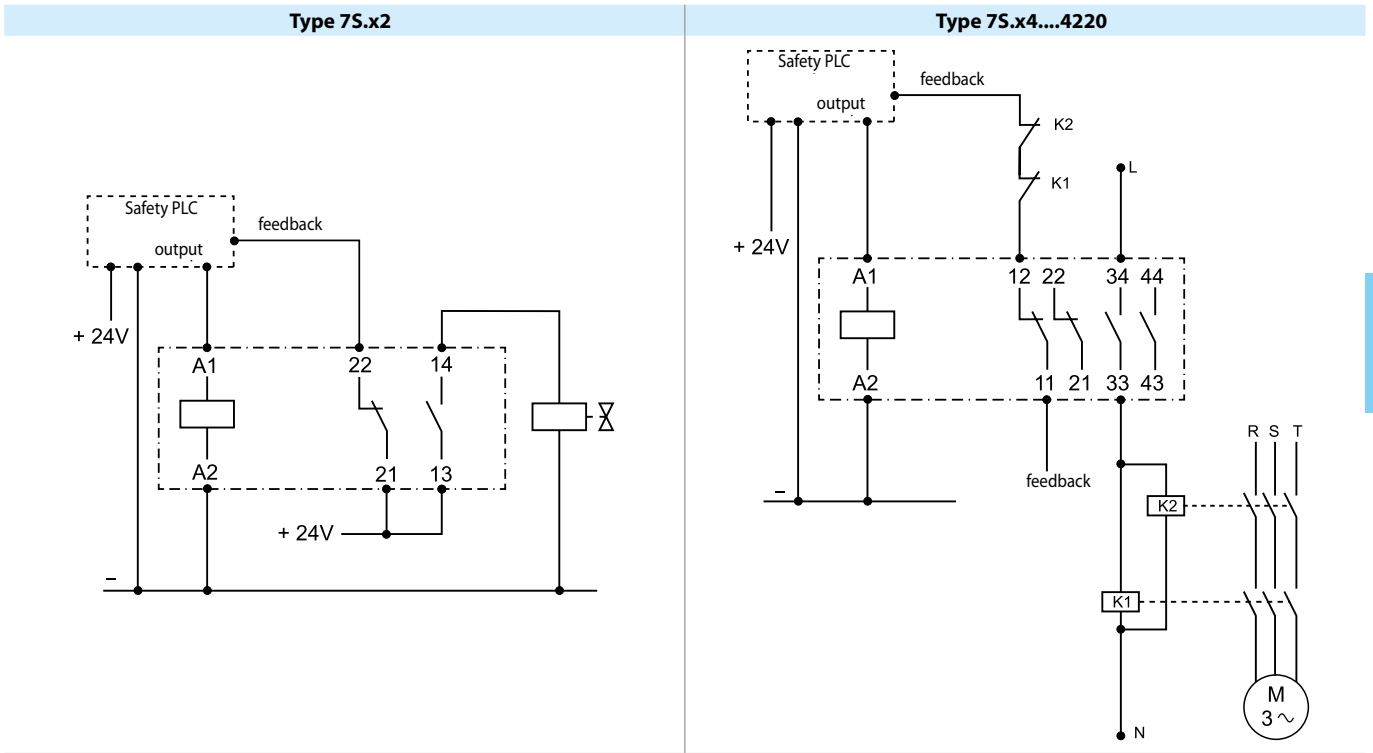 Type 7S.x2
Safety PLC
output
feedback
+ 24V
A1
22
14
A2
21
13
+ 24V
–
Type 7S.x4....4220
Safety PLC
output
feedback
K2
K1
L
+ 24V
A1
12 22 34 44
A2
11 21 33 43
feedback
–
R S T
K2
K1
M
3 ~
N